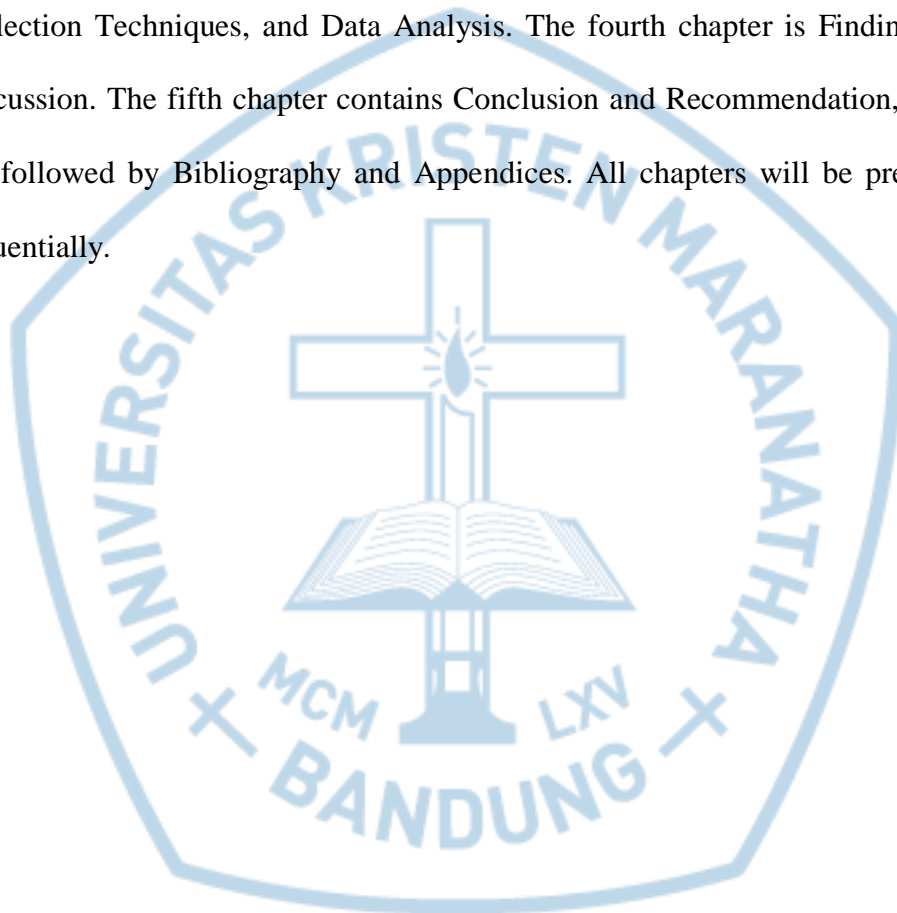 lection Techniques, and Data Analysis. The fourth chapter is Findin
cussion. The fifth chapter contains Conclusion and Recommendation,
followed by Bibliography and Appendices. All chapters will be pre
uentially.
UNIVERSITAS KRISTEN MARANATHA
MCM LXV
+ BANDUNG +